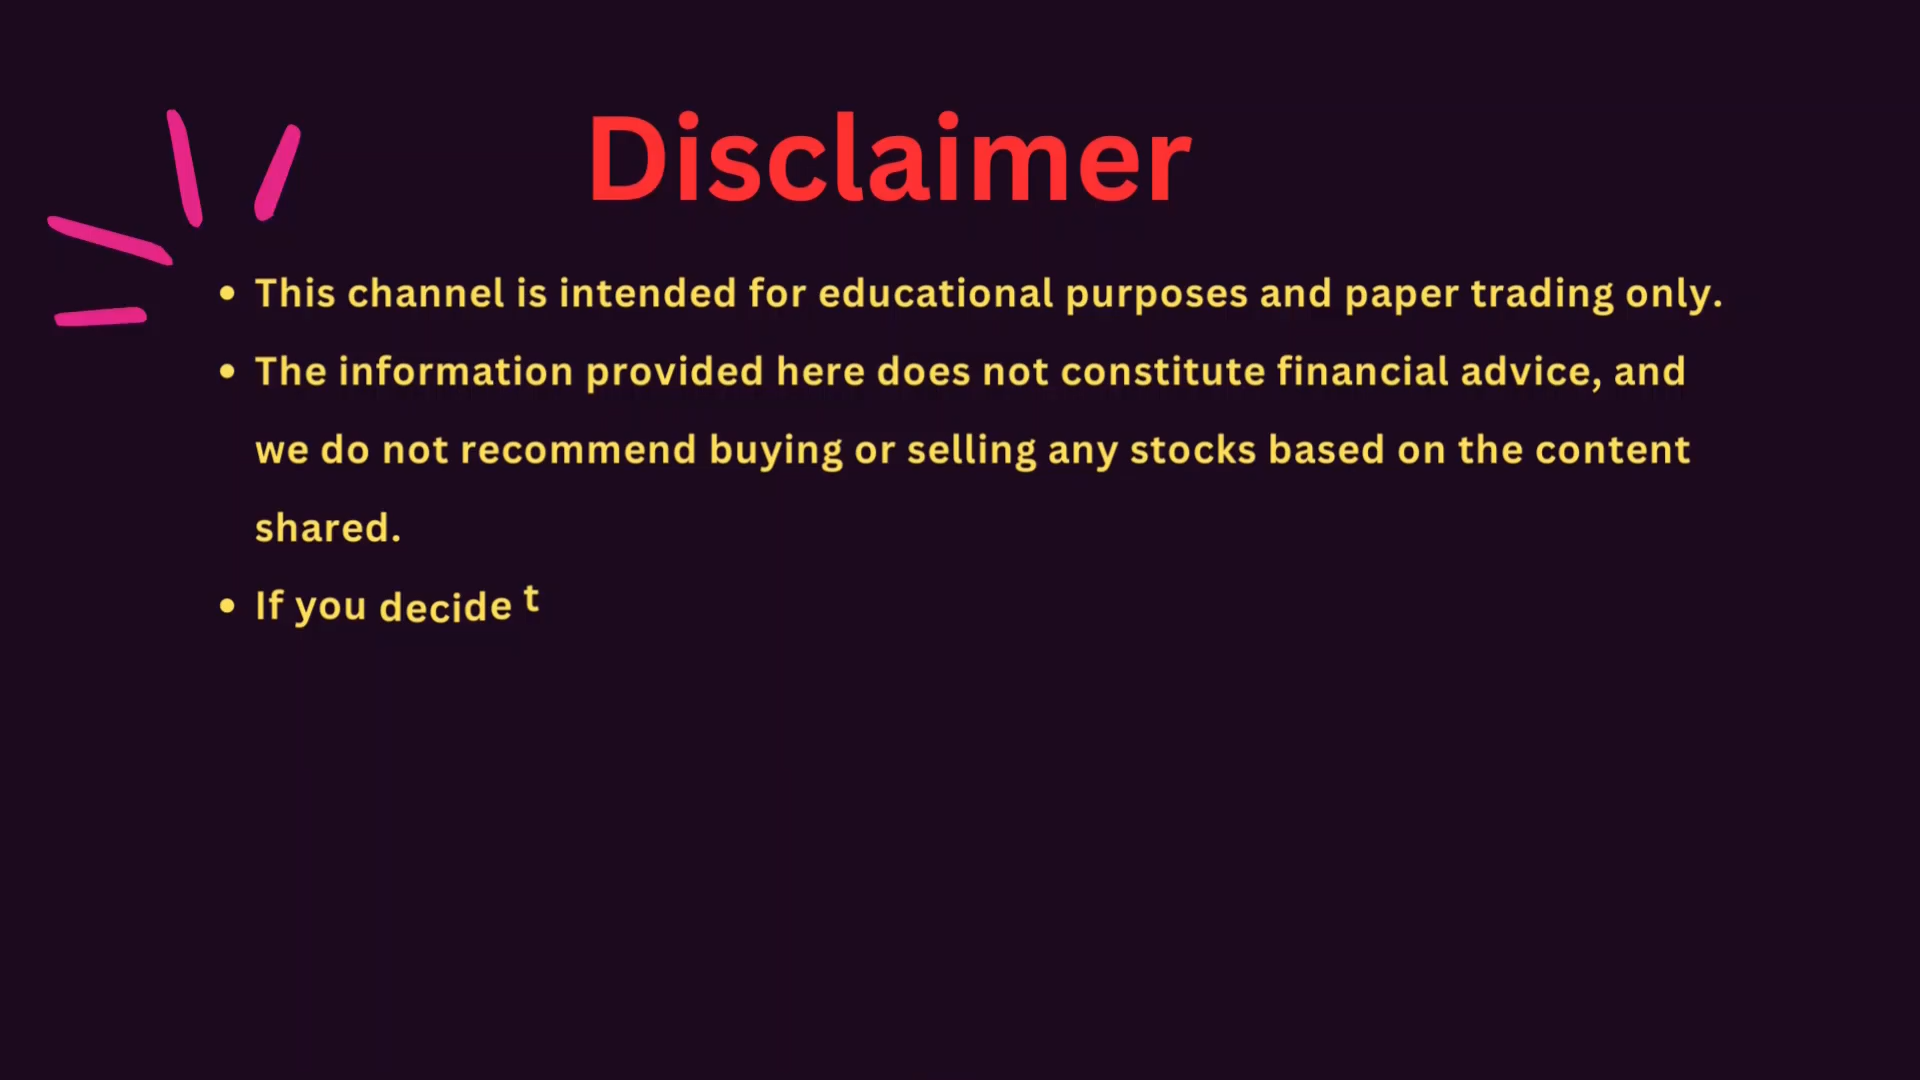 Disclaimer
• This channel is intended for educational purposes and paper trading only.
• The information provided here does not constitute financial advice, and
we do not recommend buying or selling any stocks based on the content
shared.
• If you decide t